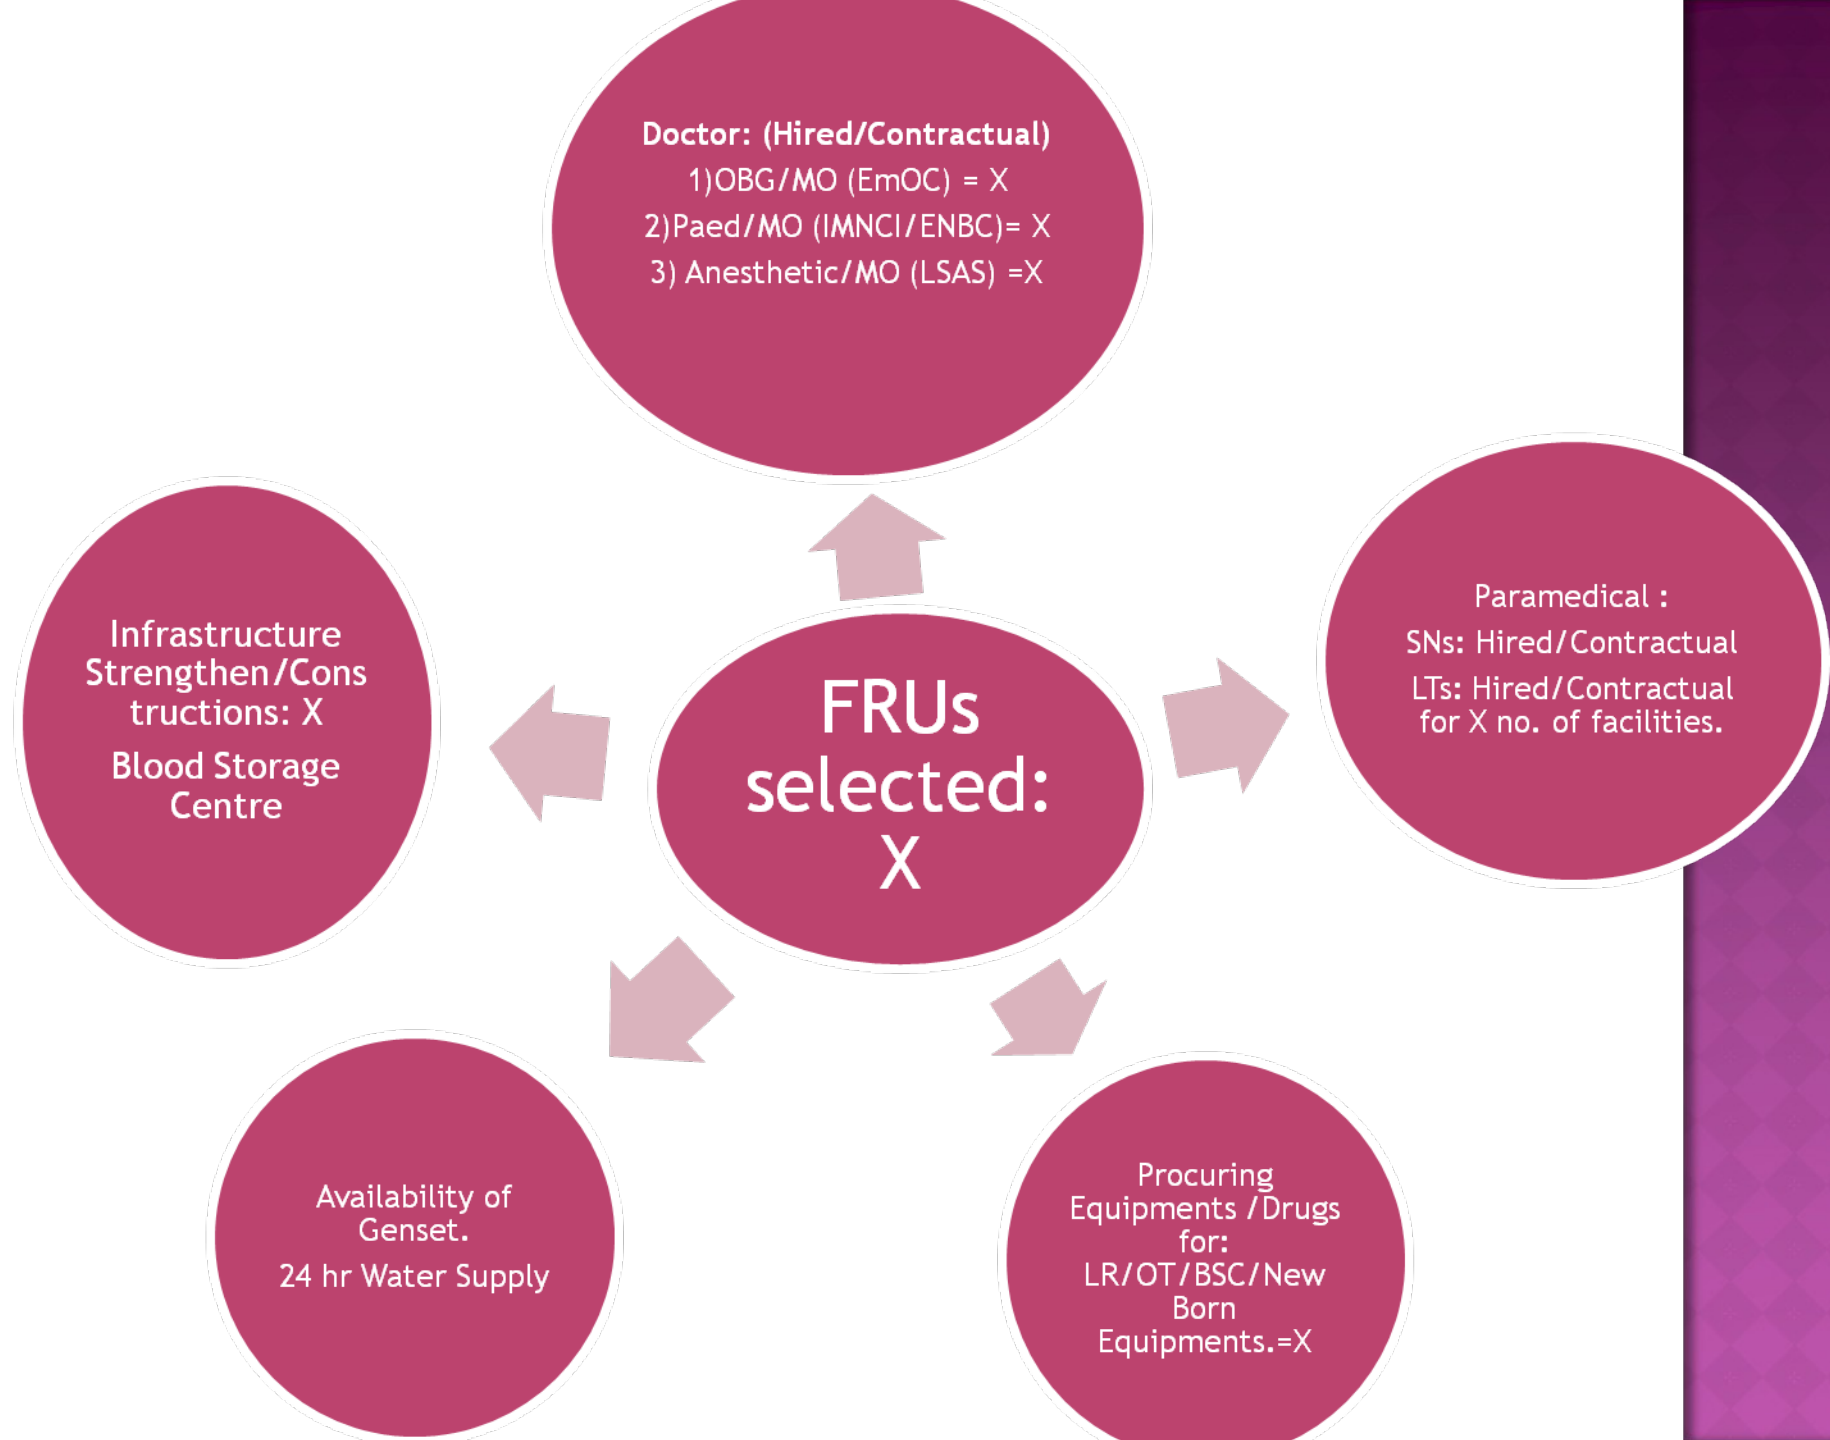 Doctor: (Hired/Contractual)
1)OBG/MO (EmOC) = X
2)Paed/MO (IMNCI/ENBC)= X
3) Anesthetic/MO (LSAS) =X
Paramedical :
SNs: Hired/Contractual
LTs: Hired/Contractual
for X no. of facilities.
Infrastructure
Strengthen/Cons
tructions: X
Blood Storage
Centre
FRUs
selected:
X
Availability of
Genset.
24 hr Water Supply
Procuring
Equipments /Drugs
for:
LR/OT/BSC/New
Born
Equipments.=X